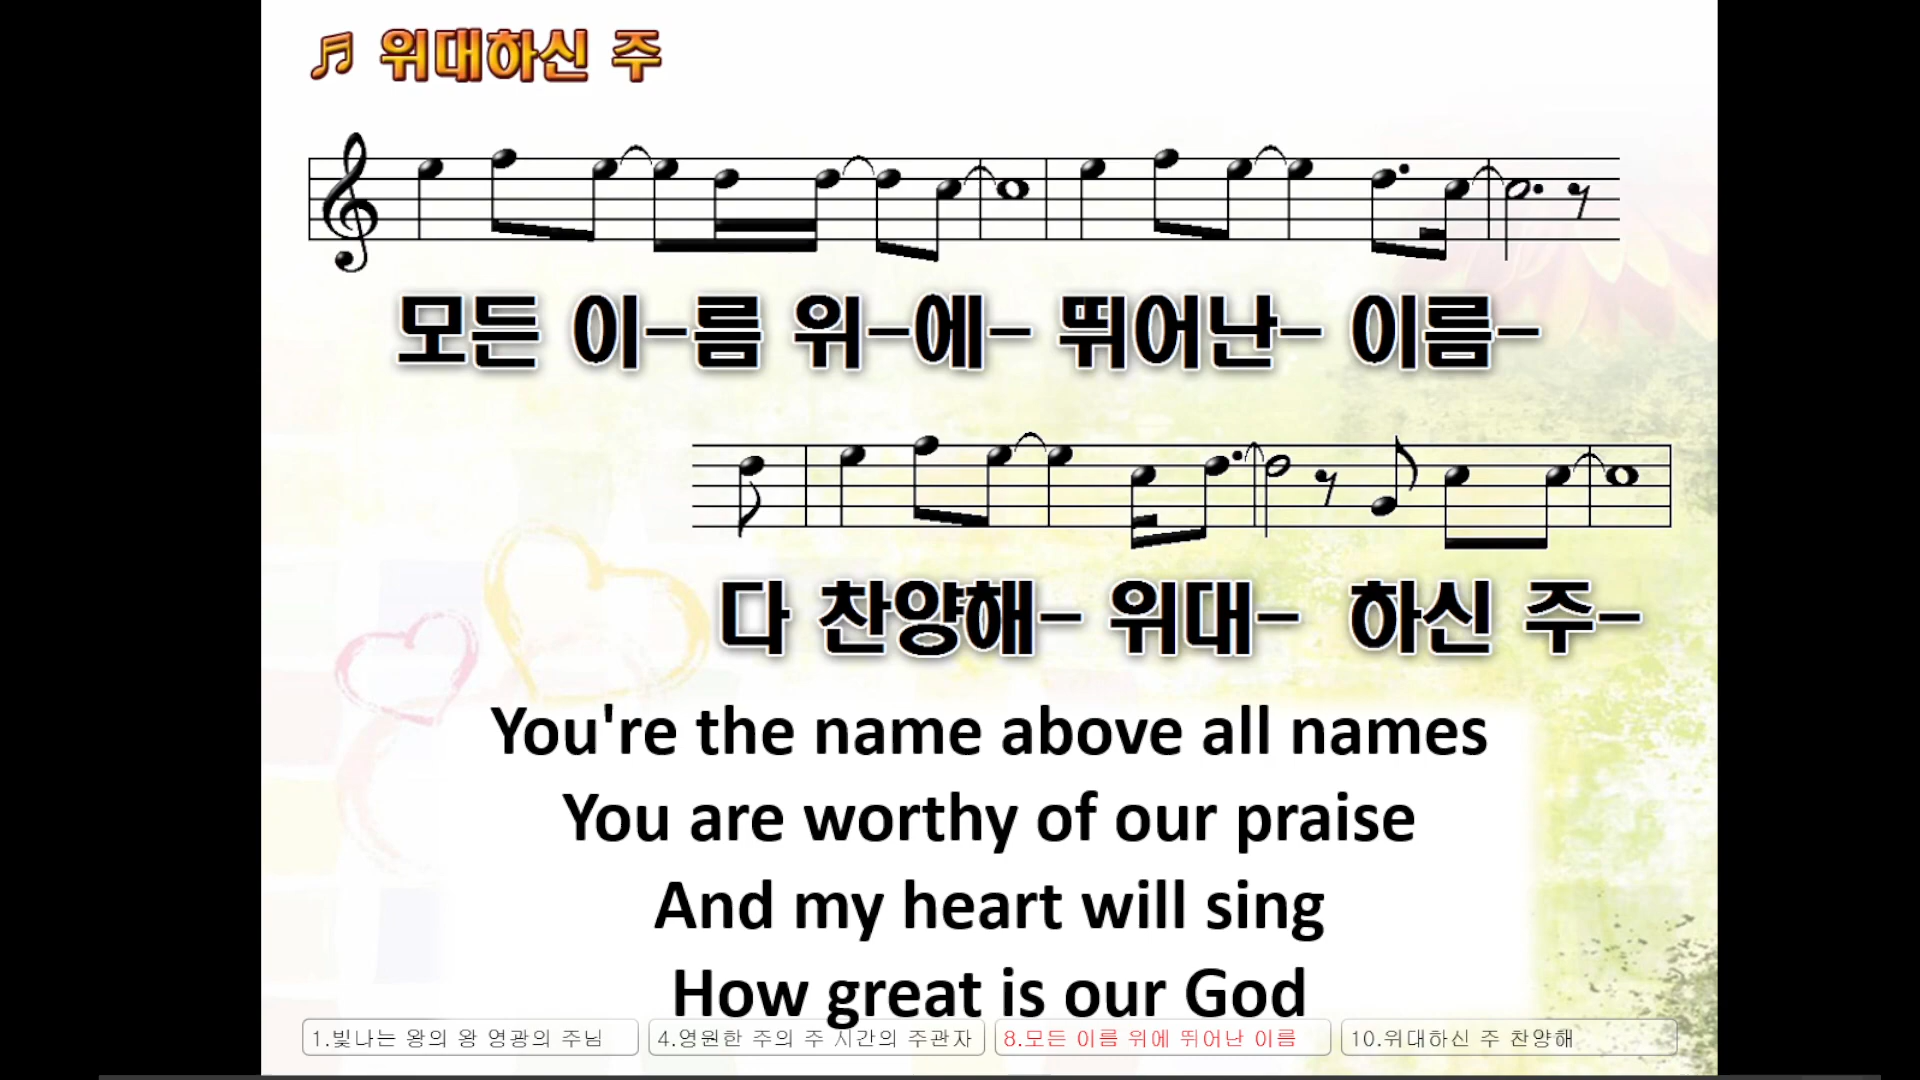 위대하신 주
모든 이-름 위-에- 뛰어난- 이름-
다 찬양해- 위대- 하신 주-
You're the name above all names
You are worthy of our praise
And my heart will sing
How great is our God
1.빛나는 왕의 왕 영광의 주님 4.영원한 주의 주 시간의 주관자 8.모든 이름 위에 뛰어난 이름 10.위대하신 주 찬양해